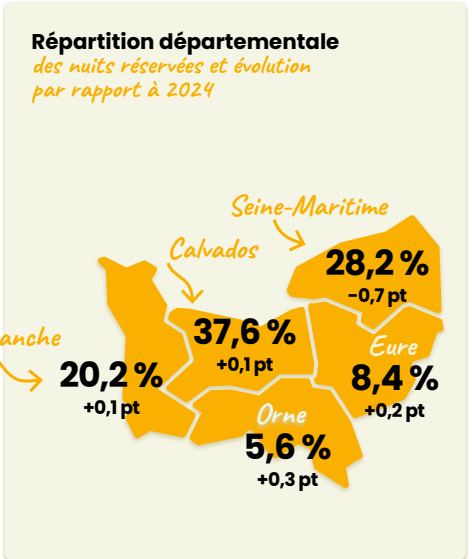 Répartition départementale
des nuits réservées et évolution
par rapport à 2024
Seine-Maritime
28,2 %
-0,7 pt
Calvados
37,6 %
+0,1 pt
anche
20,2 %
+0,1 pt
Eure
8,4 %
+0,2 pt
Orne
5,6 %
+0,3 pt